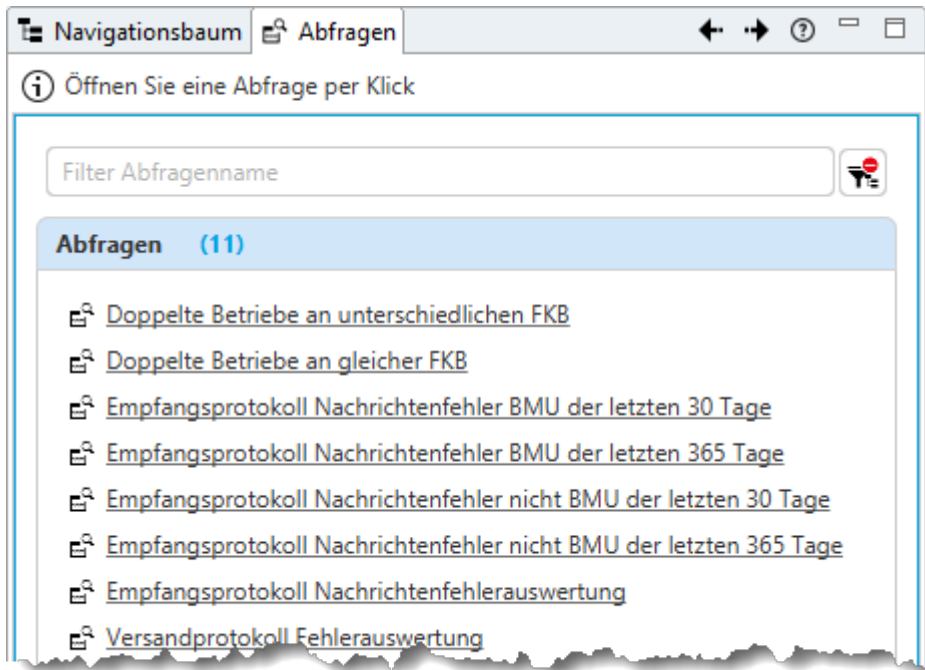 Navigationsbaum Abfragen
Öffnen Sie eine Abfrage per Klick
Filter Abfragenname
Abfragen (11)
Doppelte Betriebe an unterschiedlichen FKB
Doppelte Betriebe an gleicher FKB
Empfangsprotokoll Nachrichtenfehler BMU der letzten 30 Tage
Empfangsprotokoll Nachrichtenfehler BMU der letzten 365 Tage
Empfangsprotokoll Nachrichtenfehler nicht BMU der letzten 30 Tage
Empfangsprotokoll Nachrichtenfehler nicht BMU der letzten 365 Tage
Empfangsprotokoll Nachrichtenfehlerauswertung
Versandprotokoll Fehlerauswertung